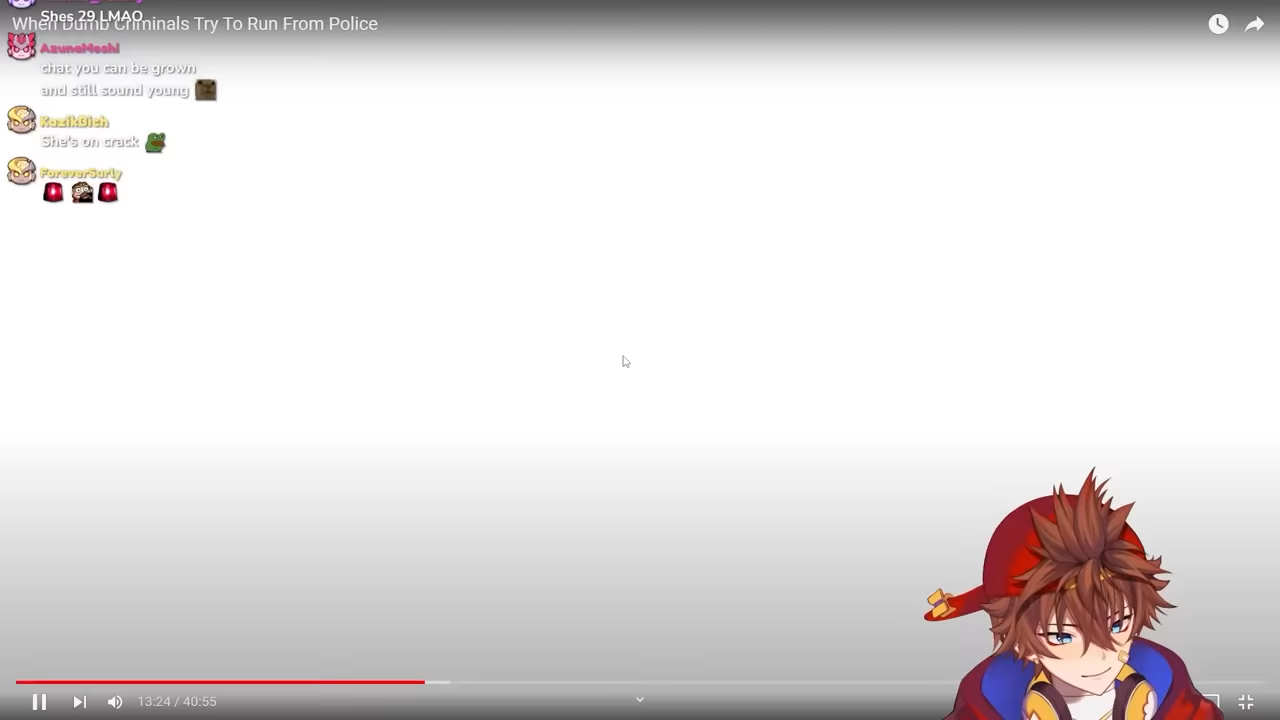 Shes 29 LMAO
When Dumb Criminals Try To Run From Police
AzunaMoshi
chat you can be grown
and still sound young
KazikBich
She's on crack
ForeverSurly
13:24 / 40:55